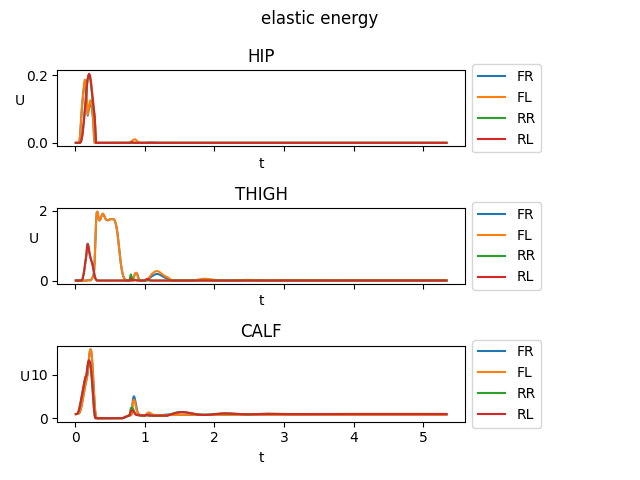 elastic energy
HIP
0.2
U
0.0
t
FR
FL
RR
RL
THIGH
2
U
0
t
FR
FL
RR
RL
CALF
10
U
0
0 1 2 3 4 5
t
FR
FL
RR
RL